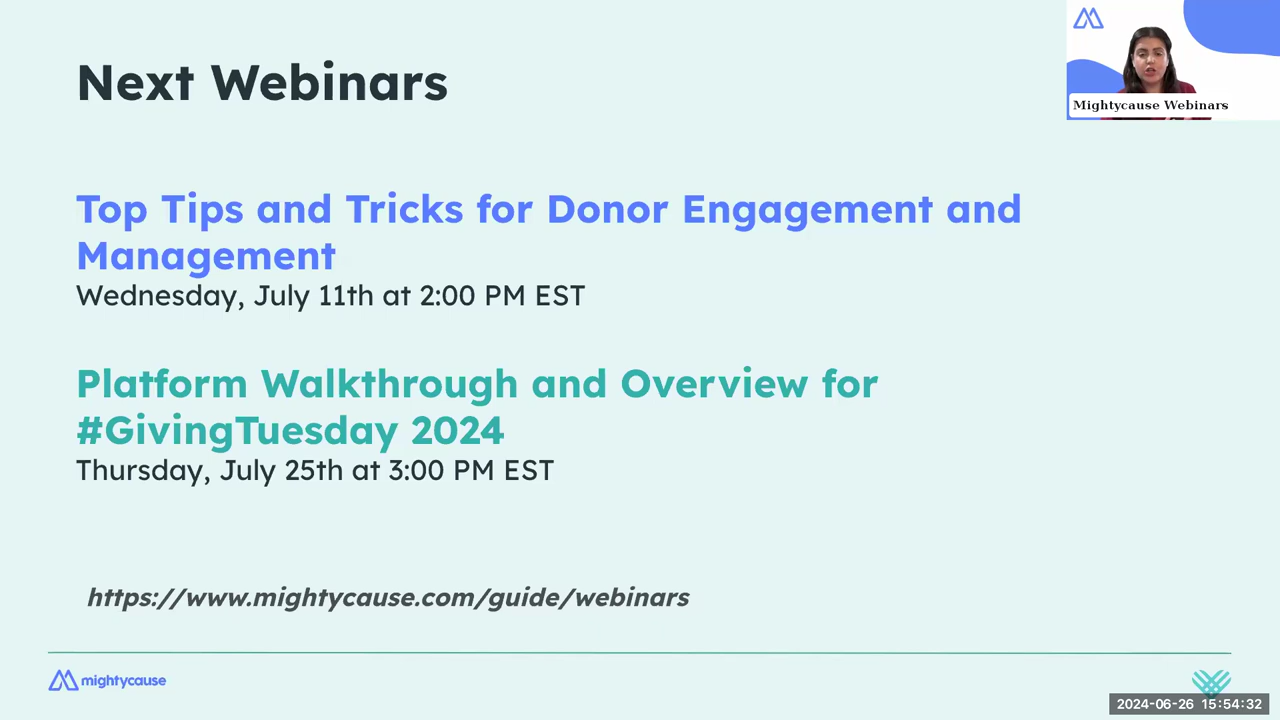 Next Webinars
Mightycause Webinars
Top Tips and Tricks for Donor Engagement and
Management
Wednesday, July 11th at 2:00 PM EST
Platform Walkthrough and Overview for
#GivingTuesday 2024
Thursday, July 25th at 3:00 PM EST
https://www.mightycause.com/guide/webinars
mightycause
2024-06-26 15:54:32